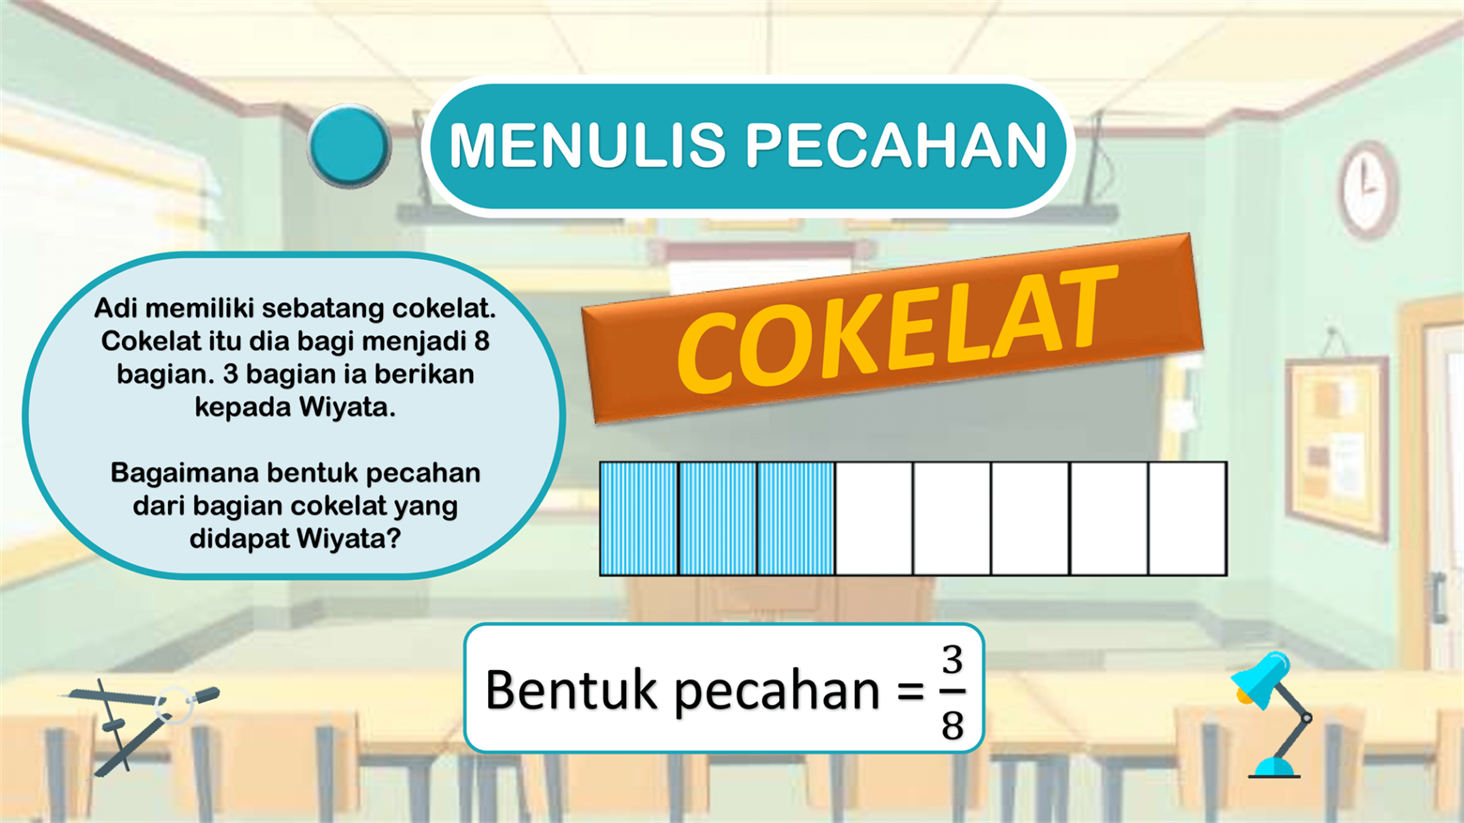 MENULIS PECAHAN
Adi memiliki sebatang cokelat.
Cokelat itu dia bagi menjadi 8
bagian. 3 bagian ia berikan
kepada Wiyata.
Bagaimana bentuk pecahan
dari bagian cokelat yang
didapat Wiyata?
COKELAT
Bentuk pecahan = 3/8